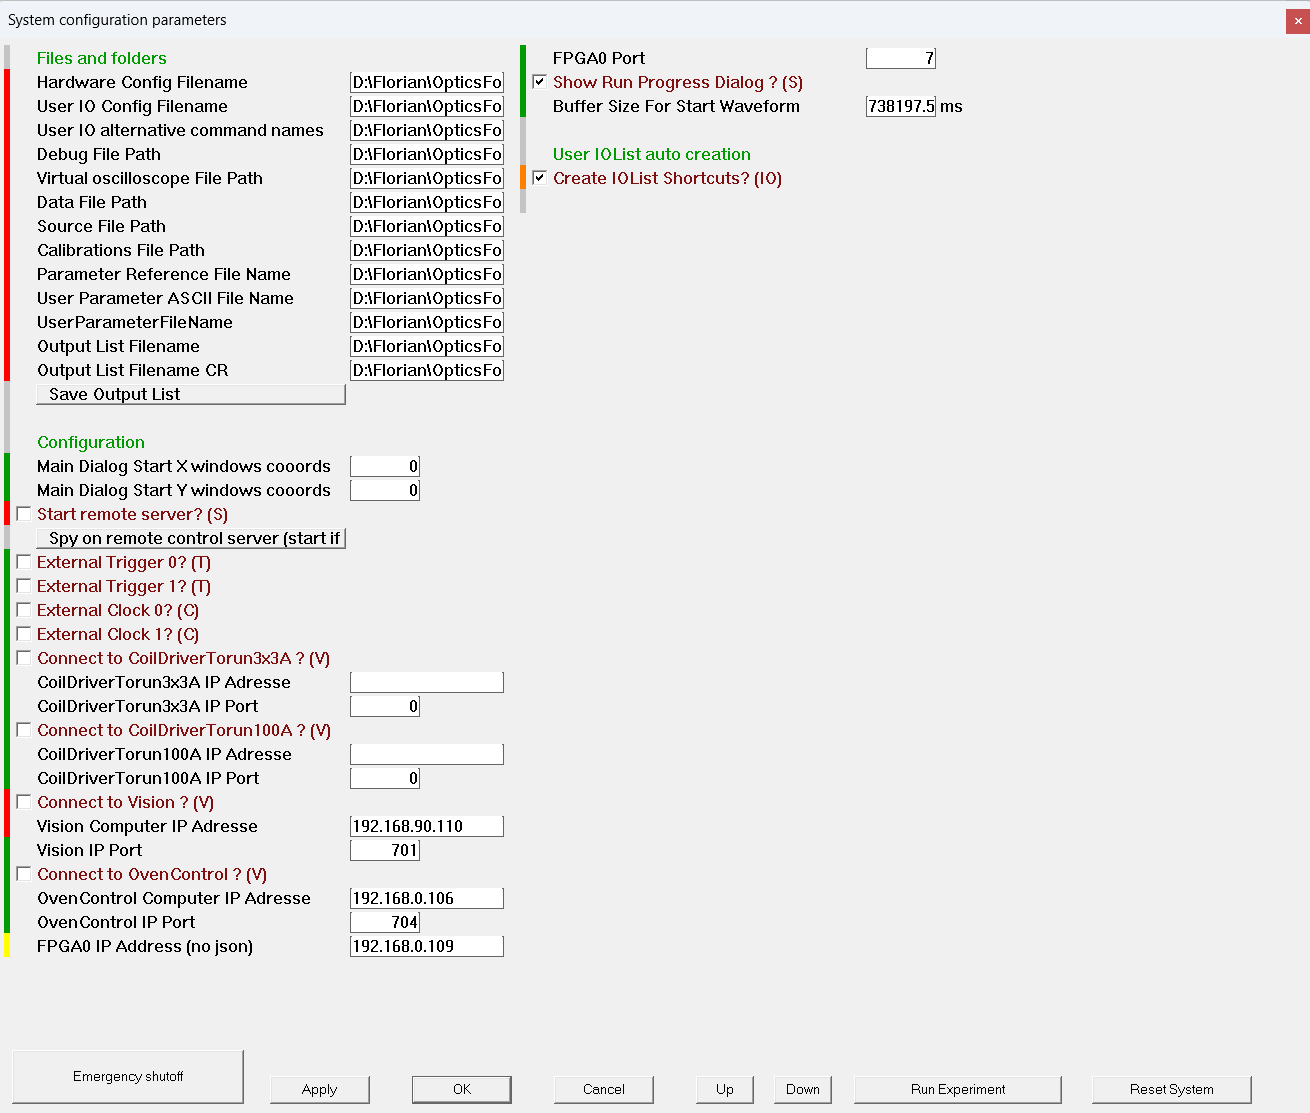 System configuration parameters
Files and folders
Hardware Config Filename D:\Florian\OpticsFo
User IO Config Filename D:\Florian\OpticsFo
User IO alternative command names D:\Florian\OpticsFo
Debug File Path D:\Florian\OpticsFo
Virtual oscilloscope File Path D:\Florian\OpticsFo
Data File Path D:\Florian\OpticsFo
Source File Path D:\Florian\OpticsFo
Calibrations File Path D:\Florian\OpticsFo
Parameter Reference File Name D:\Florian\OpticsFo
User Parameter ASCII File Name D:\Florian\OpticsFo
UserParameterFileName D:\Florian\OpticsFo
Output List Filename D:\Florian\OpticsFo
Output List Filename CR D:\Florian\OpticsFo
Save Output List
Configuration
Main Dialog Start X windows cooords 0
Main Dialog Start Y windows cooords 0
Start remote server? (S)
Spy on remote control server (start if
External Trigger 0? (T)
External Trigger 1? (T)
External Clock 0? (C)
External Clock 1? (C)
Connect to CoilDriverTorun3x3A ? (V)
CoilDriverTorun3x3A IP Adresse
CoilDriverTorun3x3A IP Port 0
Connect to CoilDriverTorun100A ? (V)
CoilDriverTorun100A IP Adresse
CoilDriverTorun100A IP Port 0
Connect to Vision ? (V)
Vision Computer IP Adresse 192.168.90.110
Vision IP Port 701
Connect to OvenControl ? (V)
OvenControl Computer IP Adresse 192.168.0.106
OvenControl IP Port 704
FPGA0 IP Address (no json) 192.168.0.109
FPGA0 Port 7
Show Run Progress Dialog ? (S)
Buffer Size For Start Waveform 738197.5 ms
User IOList auto creation
Create IOList Shortcuts? (IO)
Emergency shutoff
Apply
OK
Cancel
Up
Down
Run Experiment
Reset System